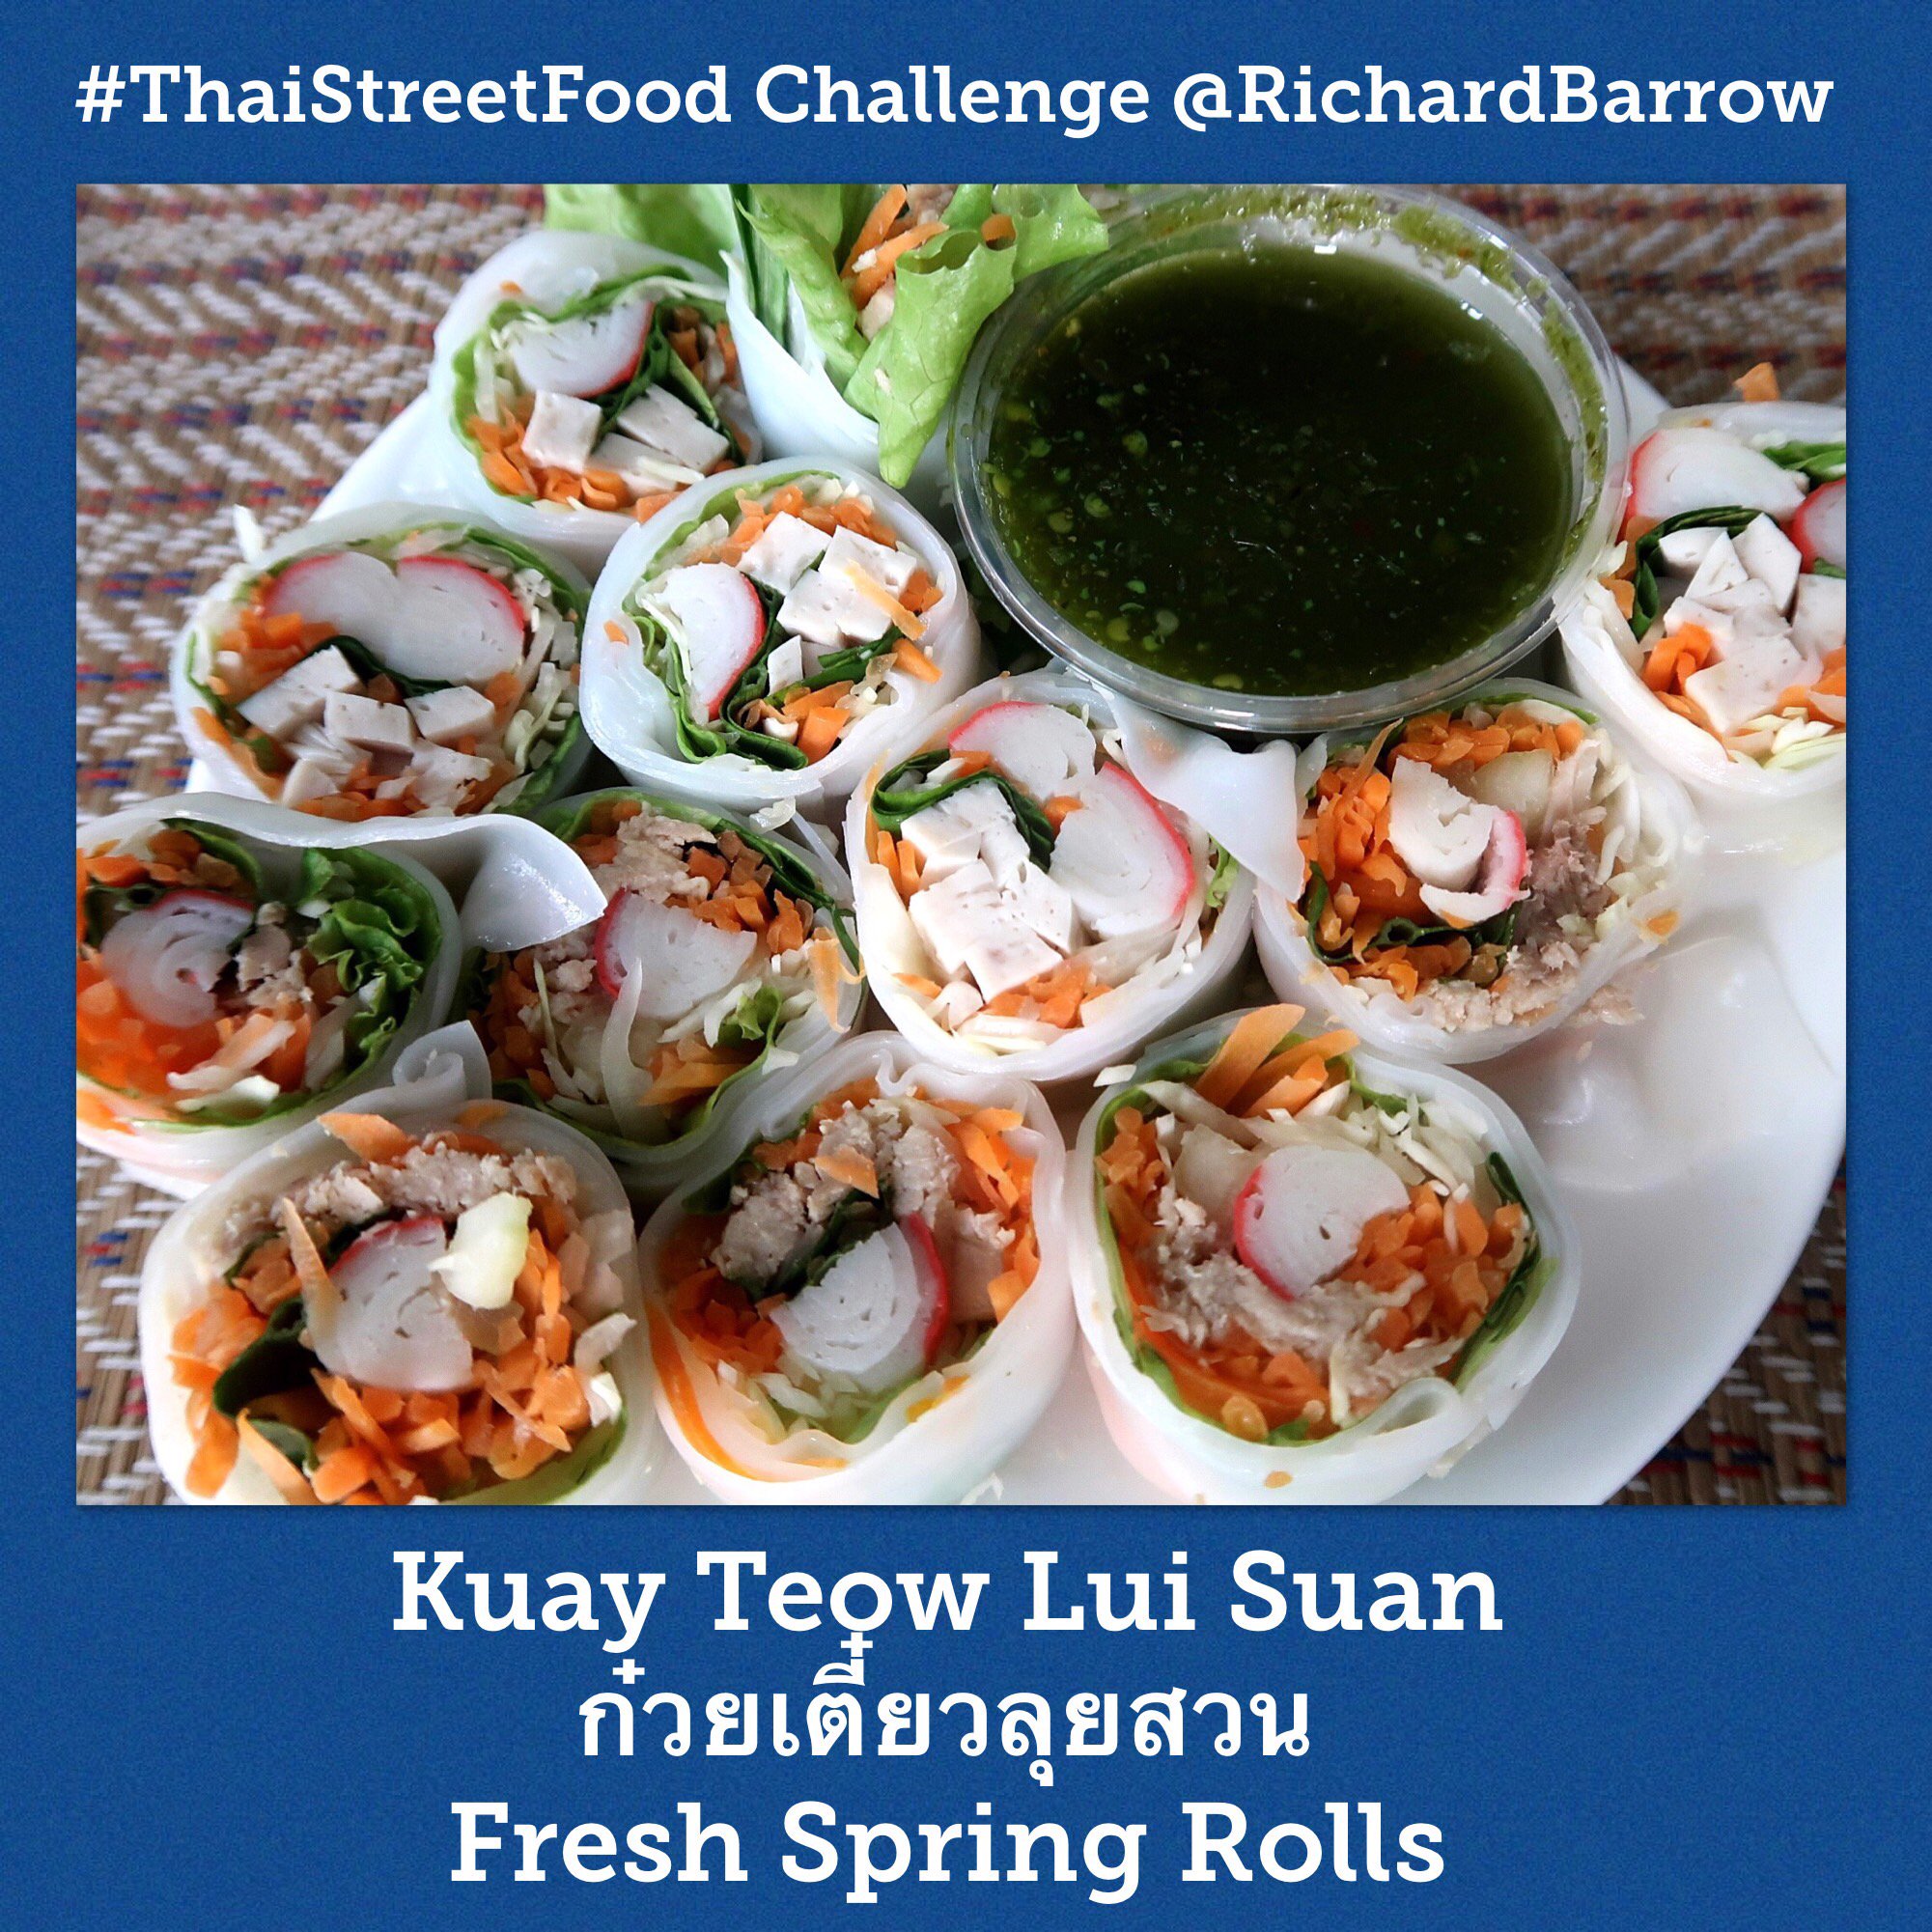 #ThaiStreetFood Challenge @RichardBarrow
Kuay Teow Lui Suan
ก๋วยเตี๋ยวลุยสวน
Fresh Spring Rolls